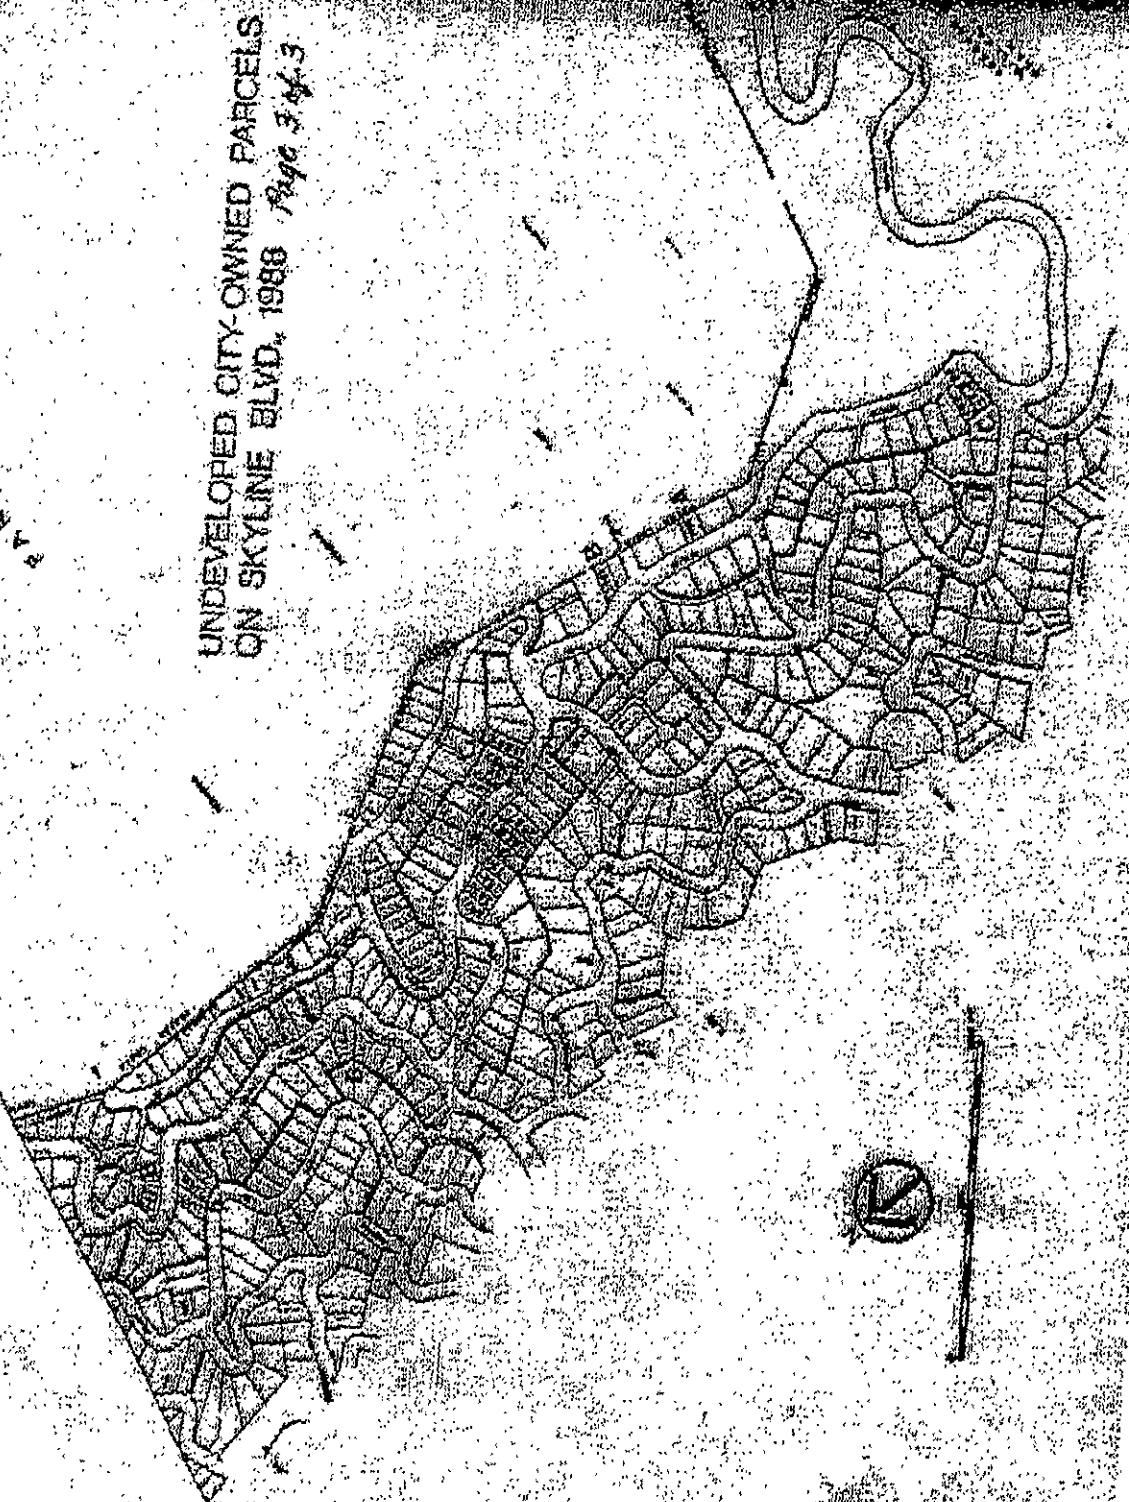 UNDEVELOPED CITY-OWNED PARCELS
ON SKYLINE BLVD., 1988 Page 3 of 3
B
A